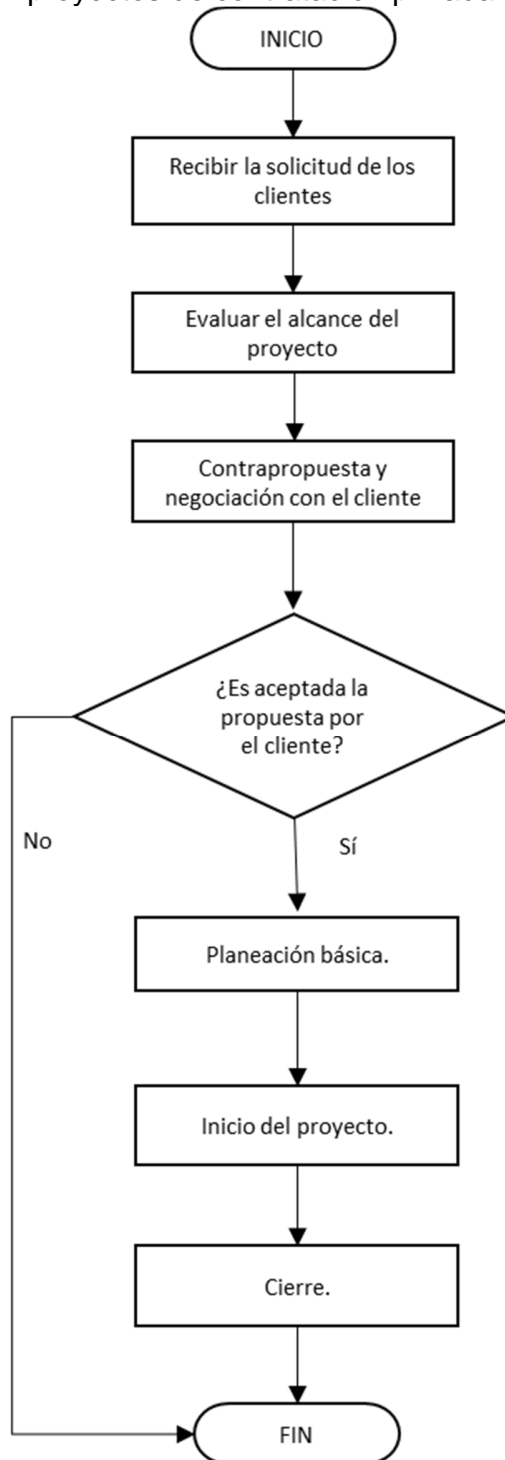 INICIO
Recibir la solicitud de los
clientes
Evaluar el alcance del
proyecto
Contrapropuesta y
negociación con el cliente
¿Es aceptada la
propuesta por
el cliente?
No
Sí
Planeación básica.
Inicio del proyecto.
Cierre.
FIN